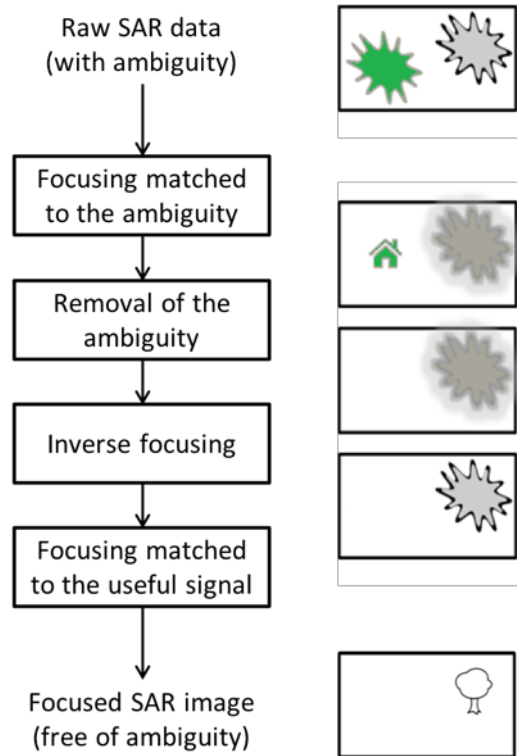 Raw SAR data
(with ambiguity)
Focusing matched
to the ambiguity
Removal of the
ambiguity
Inverse focusing
Focusing matched
to the useful signal
Focused SAR image
(free of ambiguity)